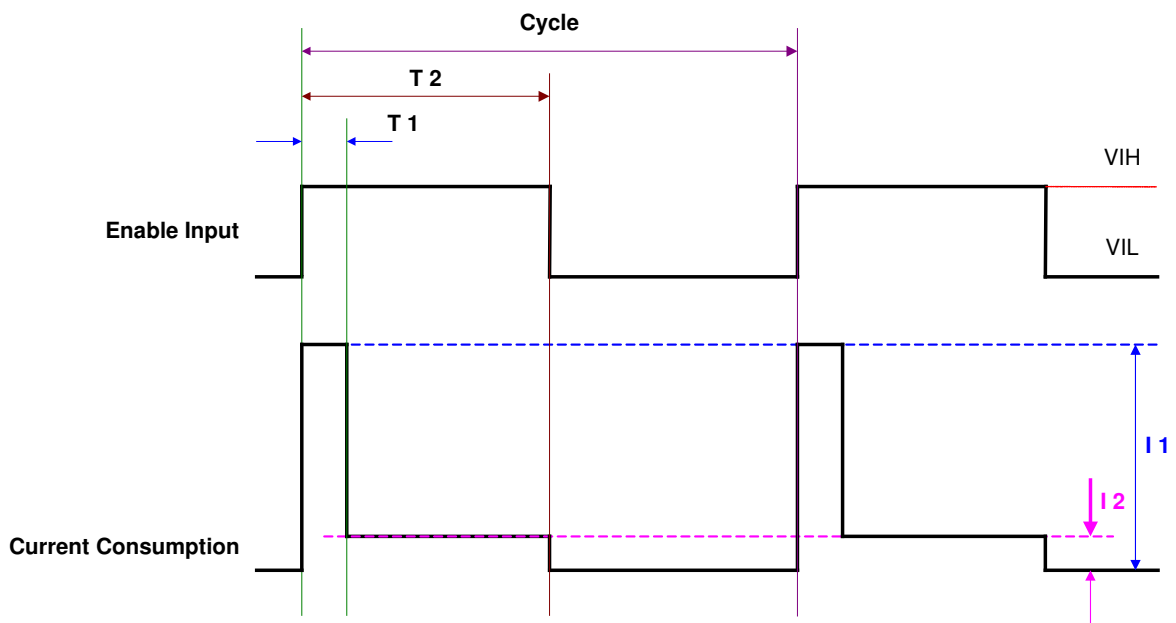 Cycle
T 2
T 1
VIH
Enable Input
VIL
I 1
I 2
Current Consumption